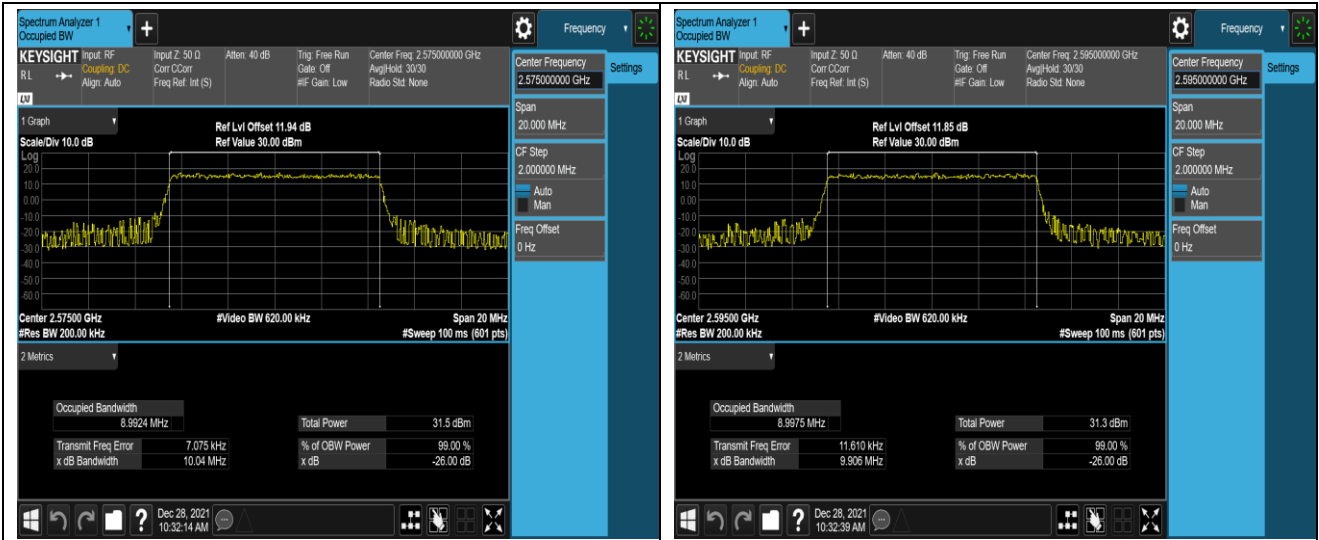 Spectrum Analyzer 1
Occupied BW
+
Frequency
KEYSIGHT Input: RF Input Z: 50 Ω Atten: 40 dB Trig: Free Run Center Freq: 2.575000000 GHz
RL Coupling: DC Corr CCorr Gate: Off Avg|Hold: 30/30
Align: Auto Freq Ref: Int (S) #IF Gain: Low Radio Std: None
LXI
Center Frequency
2.575000000 GHz
Settings
Span
20.000 MHz
CF Step
2.000000 MHz
Auto
Man
Freq Offset
0 Hz
1 Graph
Ref Lvl Offset 11.94 dB
Scale/Div 10.0 dB Ref Value 30.00 dBm
Log
20.0
10.0
0.00
-10.0
-20.0
-30.0
-40.0
-50.0
-60.0
Center 2.57500 GHz #Video BW 620.00 kHz Span 20 MHz
#Res BW 200.00 kHz #Sweep 100 ms (601 pts)
2 Metrics
Occupied Bandwidth
8.9924 MHz Total Power 31.5 dBm
Transmit Freq Error 7.075 kHz % of OBW Power 99.00 %
x dB Bandwidth 10.04 MHz x dB -26.00 dB
? Dec 28, 2021
10:32:14 AM
Spectrum Analyzer 1
Occupied BW
+
Frequency
KEYSIGHT Input: RF Input Z: 50 Ω Atten: 40 dB Trig: Free Run Center Freq: 2.595000000 GHz
RL Coupling: DC Corr CCorr Gate: Off Avg|Hold: 30/30
Align: Auto Freq Ref: Int (S) #IF Gain: Low Radio Std: None
LXI
Center Frequency
2.595000000 GHz
Settings
Span
20.000 MHz
CF Step
2.000000 MHz
Auto
Man
Freq Offset
0 Hz
1 Graph
Ref Lvl Offset 11.85 dB
Scale/Div 10.0 dB Ref Value 30.00 dBm
Log
20.0
10.0
0.00
-10.0
-20.0
-30.0
-40.0
-50.0
-60.0
Center 2.59500 GHz #Video BW 620.00 kHz Span 20 MHz
#Res BW 200.00 kHz #Sweep 100 ms (601 pts)
2 Metrics
Occupied Bandwidth
8.9975 MHz Total Power 31.3 dBm
Transmit Freq Error 11.610 kHz % of OBW Power 99.00 %
x dB Bandwidth 9.906 MHz x dB -26.00 dB
? Dec 28, 2021
10:32:39 AM